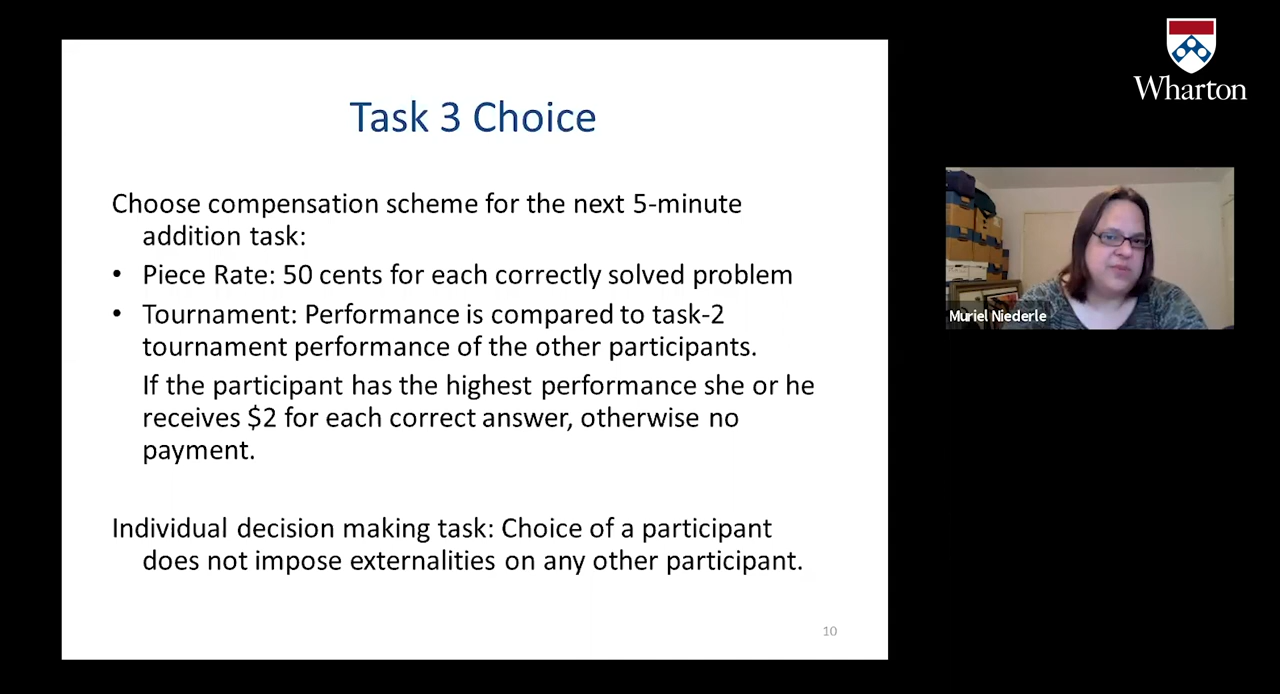 Wharton
Task 3 Choice
Choose compensation scheme for the next 5-minute
addition task:
• Piece Rate: 50 cents for each correctly solved problem
• Tournament: Performance is compared to task-2
tournament performance of the other participants.
If the participant has the highest performance she or he
receives $2 for each correct answer, otherwise no
payment.
Individual decision making task: Choice of a participant
does not impose externalities on any other participant.
10
Muriel Niederle